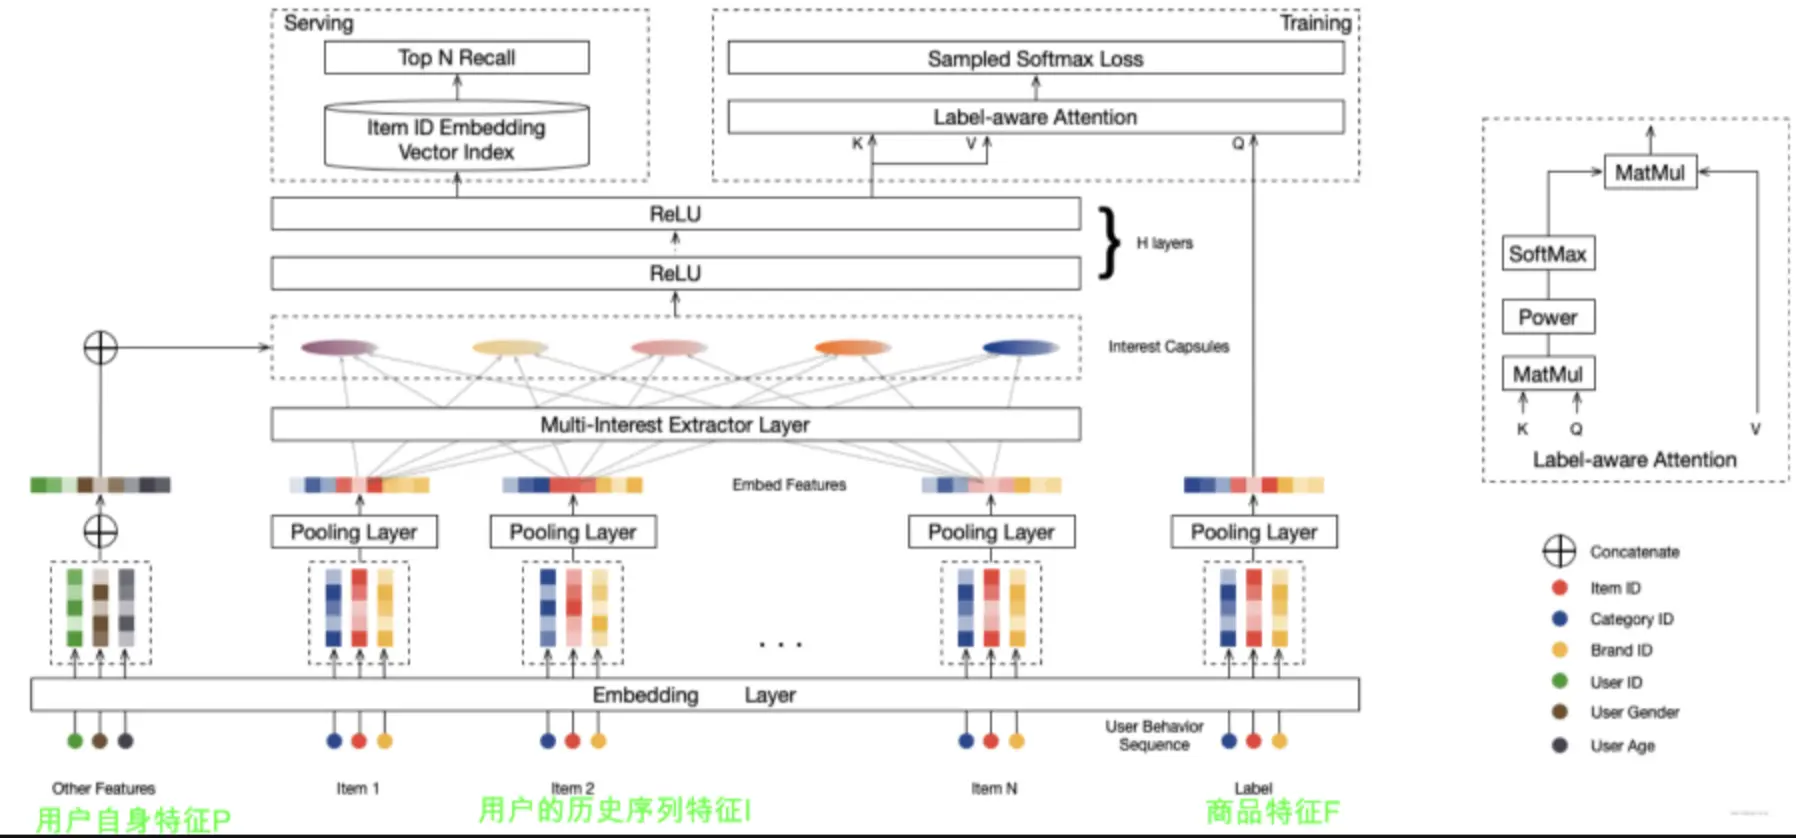 Serving
Training
Top N Recall
Sampled Softmax Loss
Item ID Embedding
Vector Index
Label-aware Attention
K
V
Q
ReLU
ReLU
H layers
Interest Capsules
Multi-Interest Extractor Layer
Embed Features
Pooling Layer
Pooling Layer
Pooling Layer
Pooling Layer
. . .
Embedding Layer
User Behavior
Sequence
Other Features
Item 1
Item 2
Item N
Label
用户自身特征P
用户的历史序列特征I
商品特征F
MatMul
SoftMax
Power
MatMul
K
Q
V
Label-aware Attention
Concatenate
Item ID
Category ID
Brand ID
User ID
User Gender
User Age